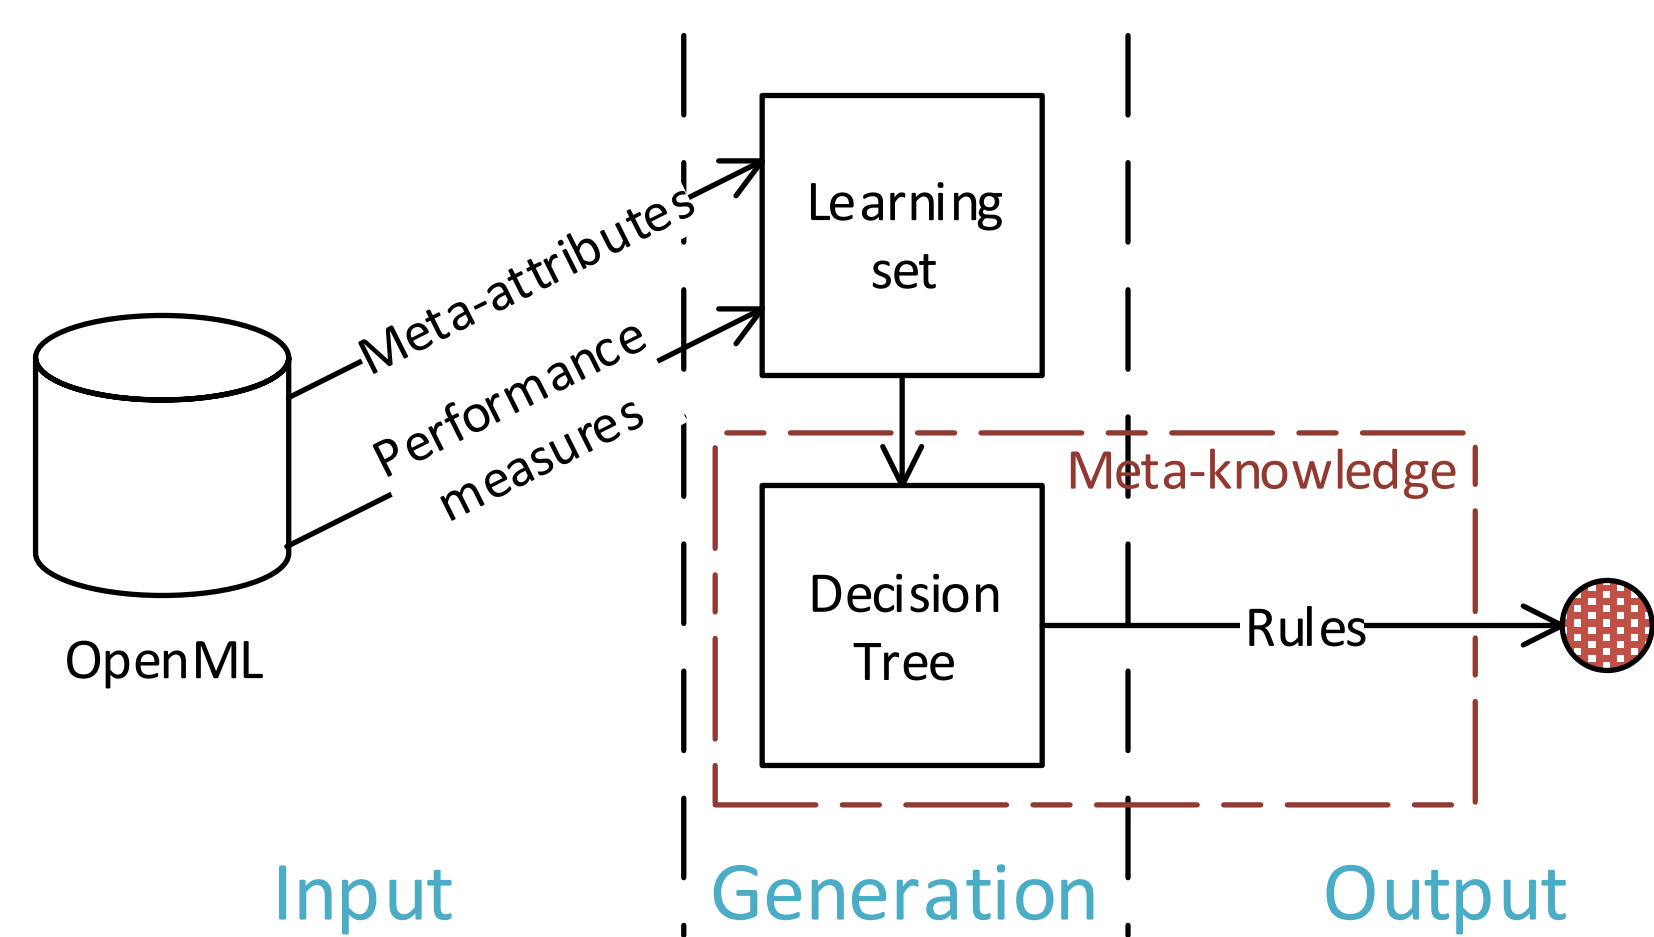 Meta-attributes
Performance
measures
OpenML
Learning
set
Meta-knowledge
Decision
Tree
Rules
Input
Generation
Output